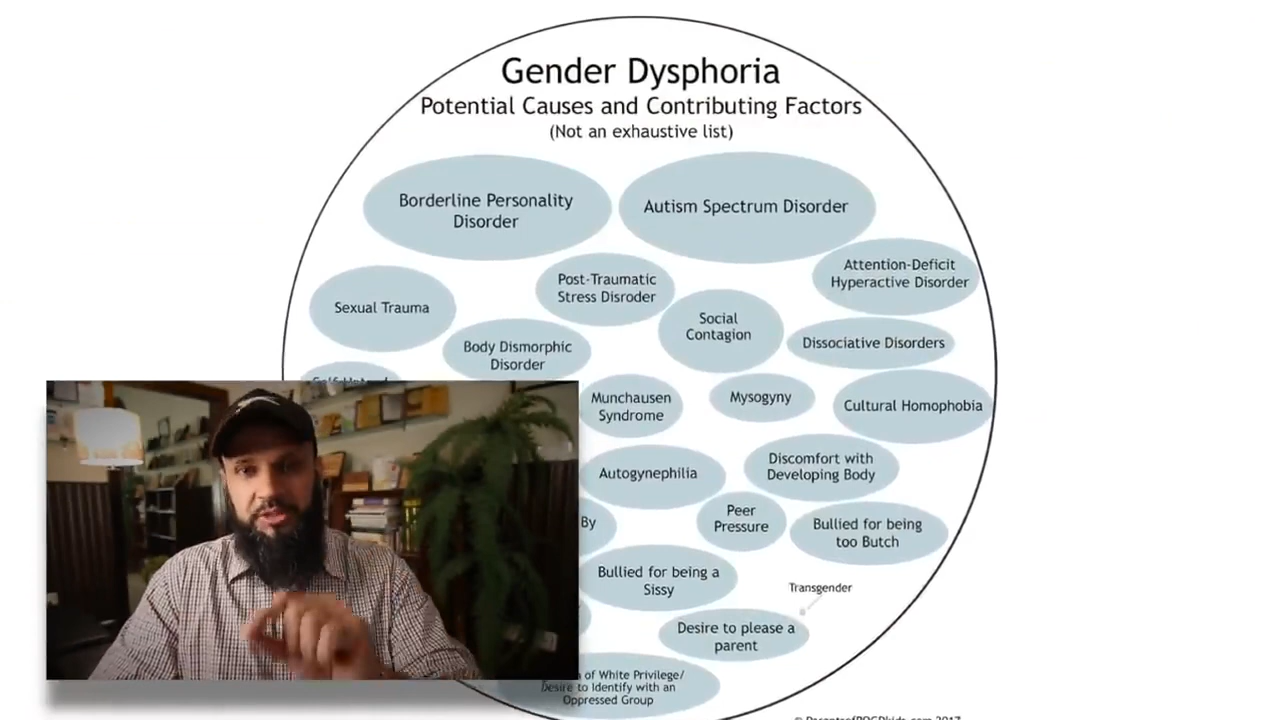 Gender Dysphoria
Potential Causes and Contributing Factors
(Not an exhaustive list)
Borderline Personality
Disorder
Autism Spectrum Disorder
Attention-Deficit
Hyperactive Disorder
Post-Traumatic
Stress Disroder
Sexual Trauma
Social
Contagion
Dissociative Disorders
Body Dismorphic
Disorder
Munchausen
Syndrome
Mysogyny
Cultural Homophobia
Autogynephilia
Discomfort with
Developing Body
By
Peer
Pressure
Bullied for being
too Butch
Bullied for being a
Sissy
Transgender
Desire to please a
parent
of White Privilege/
Desire to Identify with an
Oppressed Group